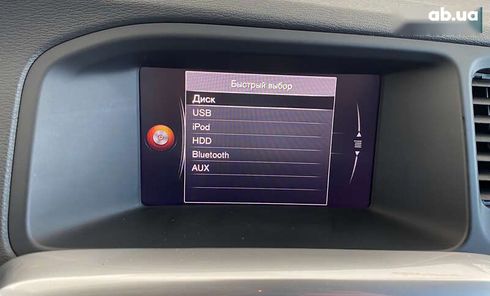 ab.ua
Быстрый выбор
Диск
USB
iPod
HDD
Bluetooth
AUX